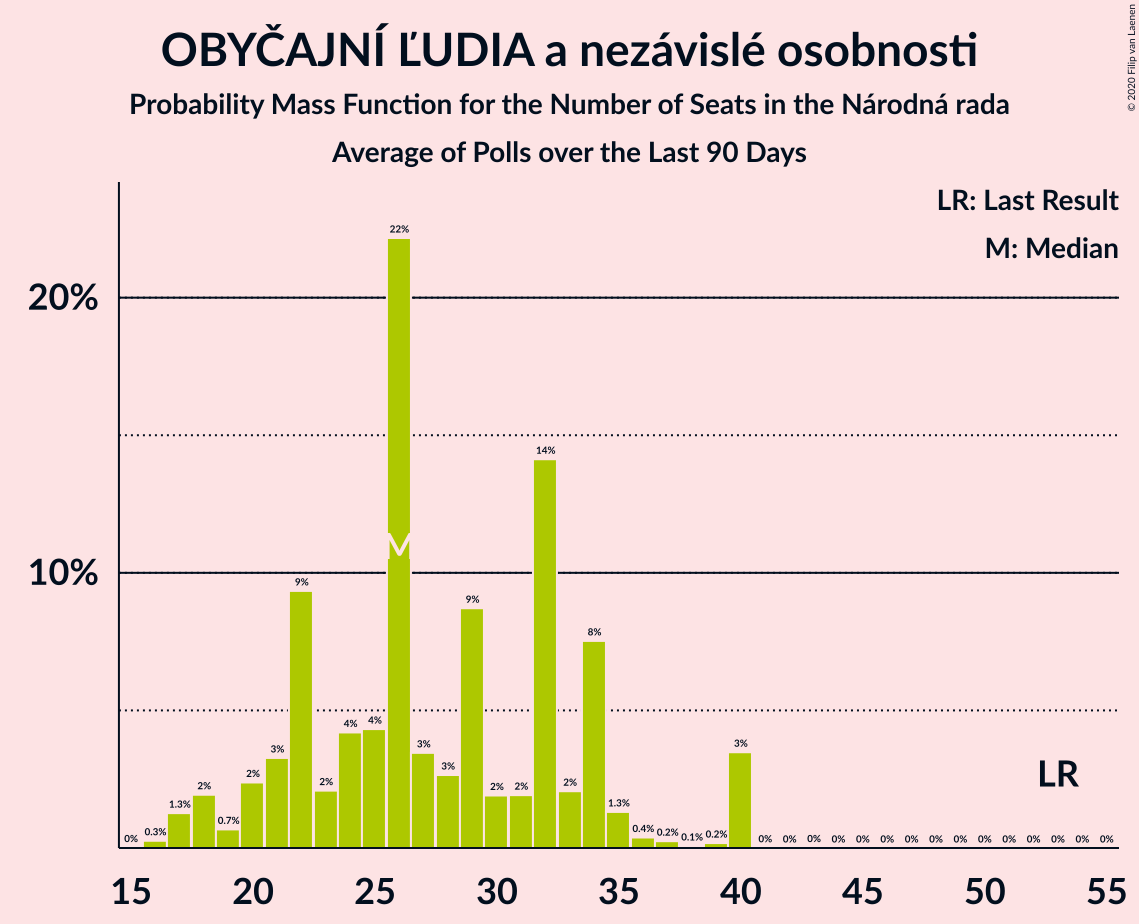 OBYČAJNÍ ĽUDIA a nezávislé osobnosti
Probability Mass Function for the Number of Seats in the Národná rada
Average of Polls over the Last 90 Days
© 2020 Filip van Laenen
LR: Last Result
M: Median
20%
10%
0% 0.3% 1.3% 2% 0.7% 2% 3% 9% 2% 4% 4% 22% 3% 3% 9% 2% 2% 14% 2% 8% 1.3% 0.4% 0.2% 0.1% 0.2% 3% 0% 0% 0% 0% 0% 0% 0% 0% 0% 0% 0% 0% 0% 0% 0%
M
LR
15 20 25 30 35 40 45 50 55